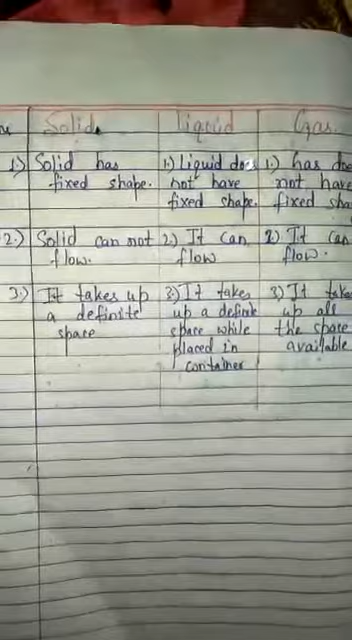 Solid. Liquid Gas.
1.) Solid has
fixed shape.
1.) Liquid does
not have
fixed shape.
1.) has
not have
fixed
2.) Solid can not
flow.
2.) It can
flow
2.) It can
flow.
3.) It takes up
a definite
space
3.) It takes
up a
space while
placed in
container
3.) It
up all
the space
available